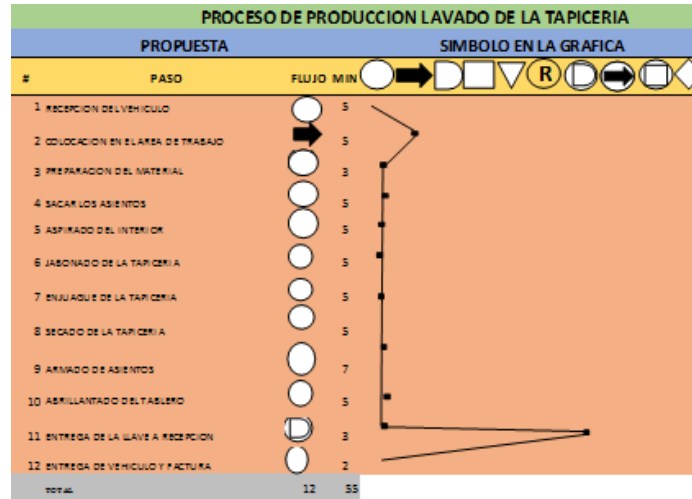 PROCESO DE PRODUCCION LAVADO DE LA TAPICERIA
PROPUESTA SIMBOLO EN LA GRAFICA
# PASO FLUJO MIN R
1 RECEPCION DEL VEHICULO 5
2 COLOCACION EN EL AREA DE TRABAJO 5
3 PREPARACION DEL MATERIAL 3
4 SACAR LOS ASIENTOS 5
5 ASPIRADO DEL INTERIOR 5
6 JABONADO DE LA TAPICERIA 5
7 ENJUAGUE DE LA TAPICERIA 5
8 SECADO DE LA TAPICERIA 5
9 ARMADO DE ASIENTOS 7
10 ABRILLANTADO DEL TABLERO 5
11 ENTREGA DE LA LLAVE A RECEPCION 3
12 ENTREGA DE VEHICULO Y FACTURA 2
TOTAL 12 55